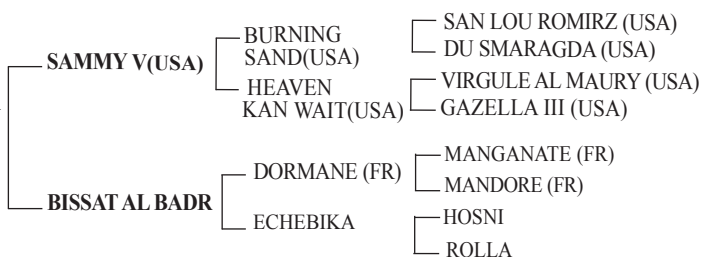 SAMMY V(USA)
BURNING
SAND(USA)
SAN LOU ROMIRZ (USA)
DU SMARAGDA (USA)
HEAVEN
KAN WAIT(USA)
VIRGULE AL MAURY (USA)
GAZELLA III (USA)
BISSAT AL BADR
DORMANE (FR)
MANGANATE (FR)
MANDORE (FR)
ECHEBIKA
HOSNI
ROLLA